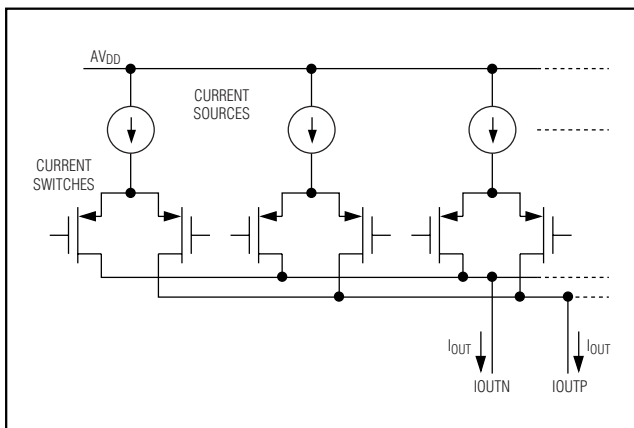 AVDD
CURRENT
SOURCES
CURRENT
SWITCHES
IOUT
IOUT
IOUTN
IOUTP